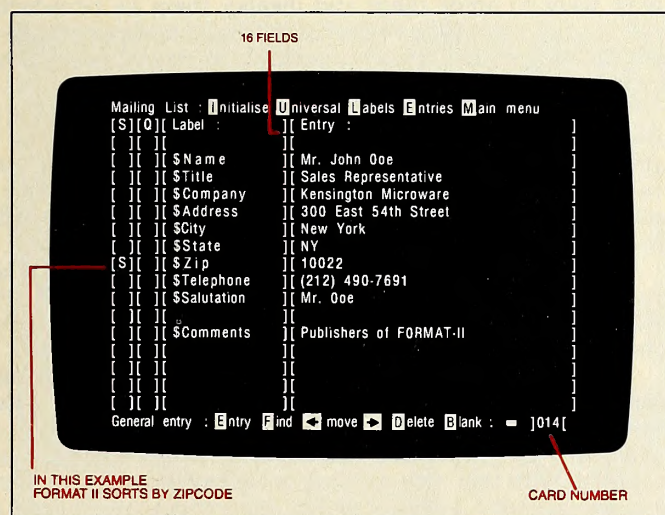 16 FIELDS
Mailing List : Initialise Universal Labels Entries Main menu
[S][Q][ Label : ][ Entry : ]
[ ][ ][ ][ ]
[ ][ ][ $Name ][ Mr. John Ooe ]
[ ][ ][ $Title ][ Sales Representative ]
[ ][ ][ $Company ][ Kensington Microware ]
[ ][ ][ $Address ][ 300 East 54th Street ]
[ ][ ][ $City ][ New York ]
[ ][ ][ $State ][ NY ]
[S][ ][ $Zip ][ 10022 ]
[ ][ ][ $Telephone ][ (212) 490-7691 ]
[ ][ ][ $Salutation ][ Mr. Ooe ]
[ ][ ][ ][ ]
[ ][ ][ $Comments ][ Publishers of FORMAT-II ]
[ ][ ][ ][ ]
[ ][ ][ ][ ]
[ ][ ][ ][ ]
[ ][ ][ ][ ]
General entry : Entry Find ← move → Delete Blank : ]014[
IN THIS EXAMPLE
FORMAT II SORTS BY ZIPCODE
CARD NUMBER